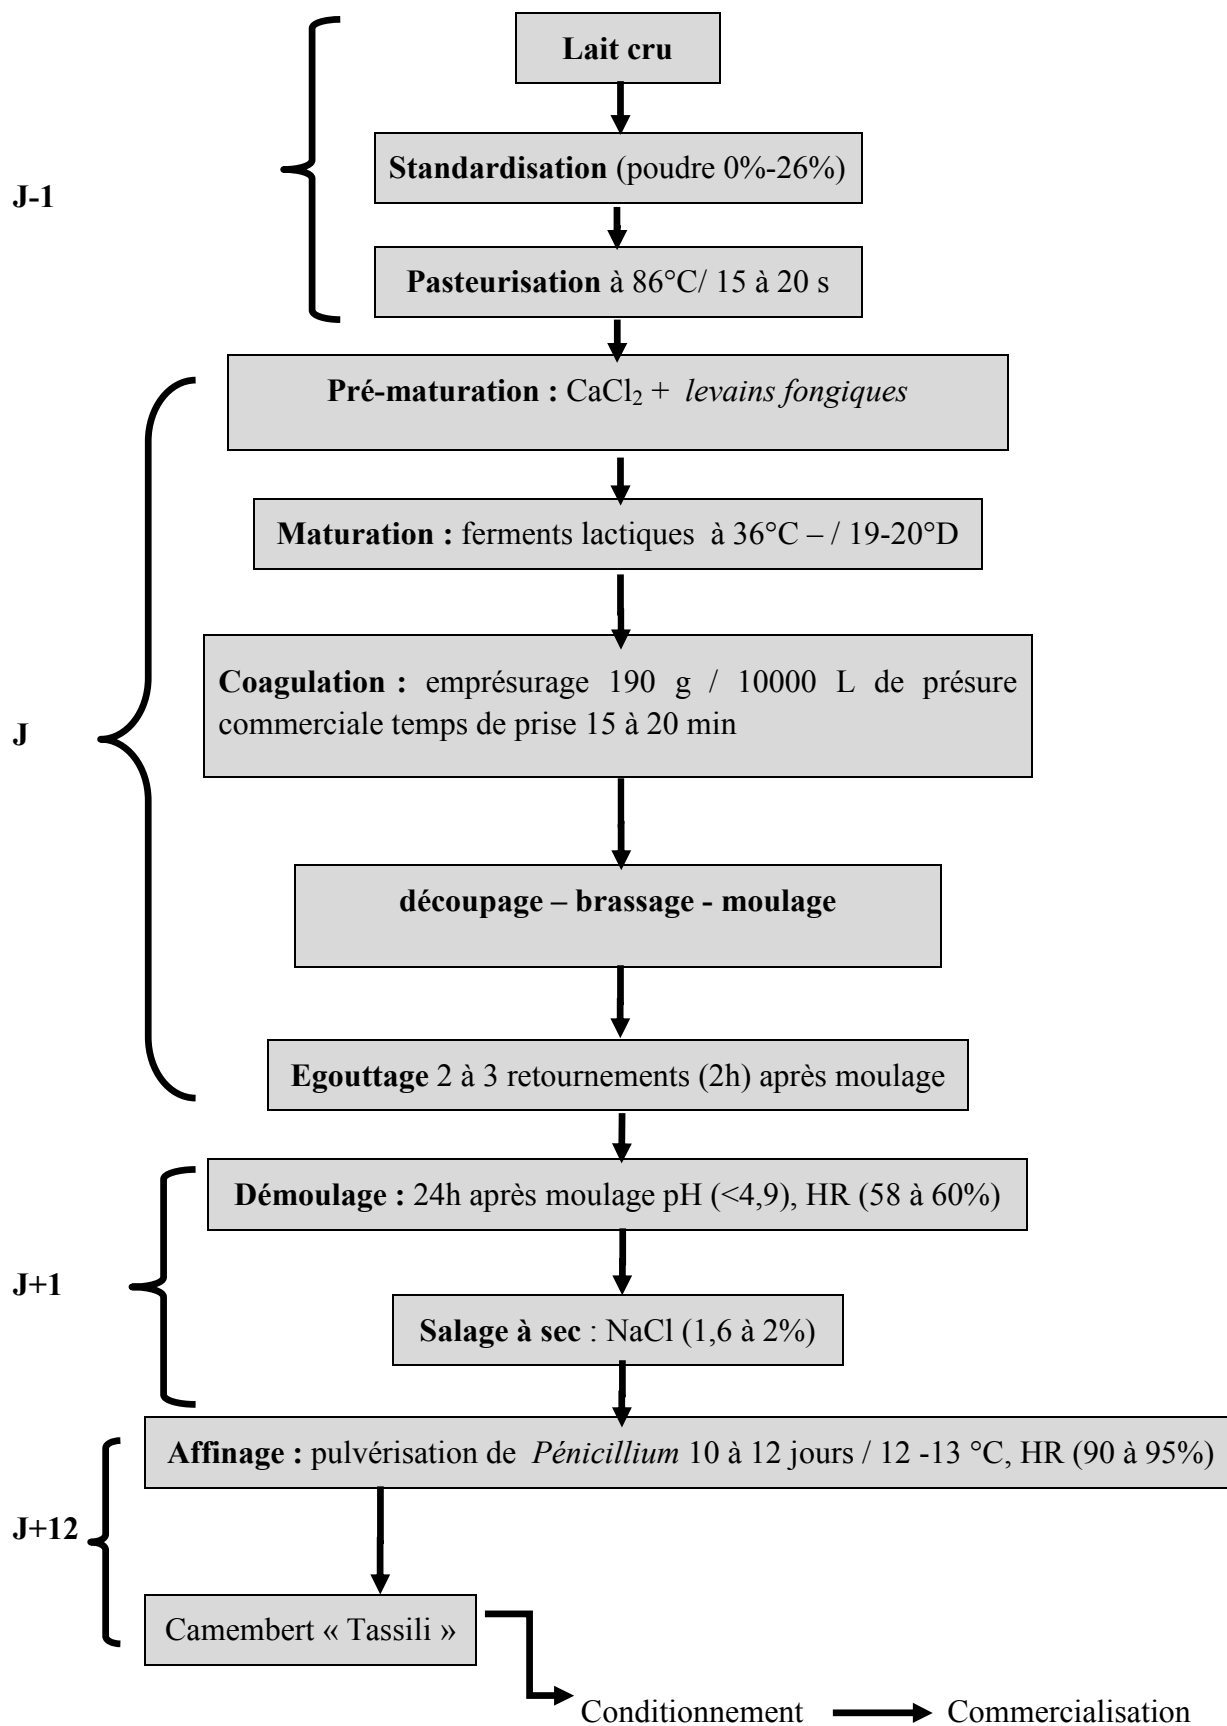 Lait cru
Standardisation (poudre 0%-26%)
J-1
Pasteurisation à 86°C/ 15 à 20 s
Pré-maturation : CaCl₂ + levains fongiques
Maturation : ferments lactiques à 36°C – / 19-20°D
Coagulation : emprésurage 190 g / 10000 L de présure
commerciale temps de prise 15 à 20 min
J
découpage – brassage - moulage
Egouttage 2 à 3 retournements (2h) après moulage
Démoulage : 24h après moulage pH (<4,9), HR (58 à 60%)
J+1
Salage à sec : NaCl (1,6 à 2%)
Affinage : pulvérisation de Pénicillium 10 à 12 jours / 12 -13 °C, HR (90 à 95%)
J+12
Camembert « Tassili »
Conditionnement Commercialisation